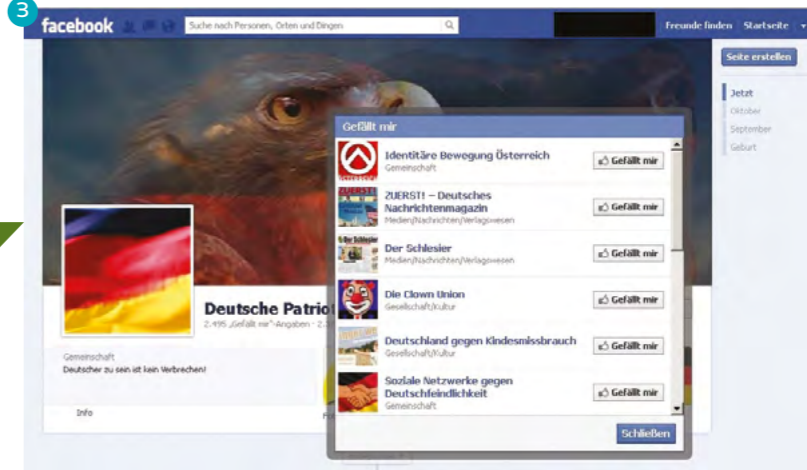 3
facebook
Suche nach Personen, Orten und Dingen
Freunde finden Startseite
Seite erstellen
Jetzt
Oktober
September
Geburt
Gefällt mir
Identitäre Bewegung Österreich
Gemeinschaft
Gefällt mir
ZUERST!
ZUERST! – Deutsches
Nachrichtenmagazin
Medien/Nachrichten/Verlagswesen
Gefällt mir
Der Schlesier
Der Schlesier
Medien/Nachrichten/Verlagswesen
Gefällt mir
Die Clown Union
Gesellschaft/Kultur
Gefällt mir
Deutschland gegen Kindesmissbrauch
Gesellschaft/Kultur
Gefällt mir
Soziale Netzwerke gegen
Deutschfeindlichkeit
Gemeinschaft
Gefällt mir
Schließen
Deutsche Patrio
2.495 „Gefällt mir"-Angaben
Gemeinschaft
Deutscher zu sein ist kein Verbrechen!
Info